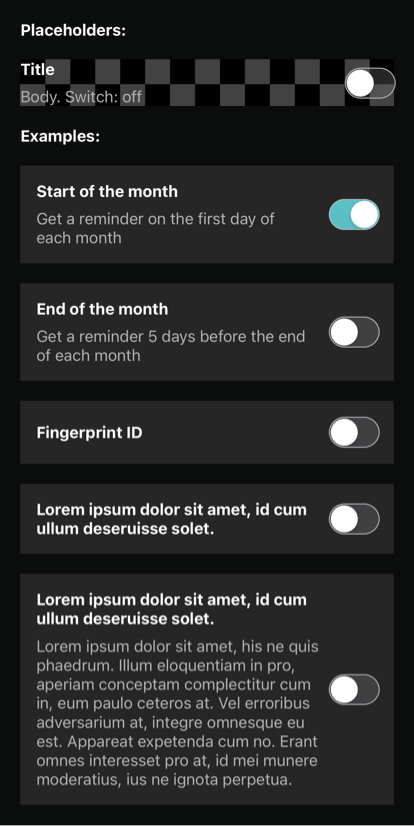 Placeholders:
Title
Body. Switch: off
Examples:
Start of the month
Get a reminder on the first day of
each month
End of the month
Get a reminder 5 days before the end
of each month
Fingerprint ID
Lorem ipsum dolor sit amet, id cum
ullum deseruisse solet.
Lorem ipsum dolor sit amet, id cum
ullum deseruisse solet.
Lorem ipsum dolor sit amet, his ne quis
phaedrum. Illum eloquentiam in pro,
aperiam conceptam complectitur cum
in, eum paulo ceteros at. Vel erroribus
adversarium at, integre omnesque eu
est. Appareat expetenda cum no. Erant
omnes interesset pro at, id mei munere
moderatius, ius ne ignota perpetua.